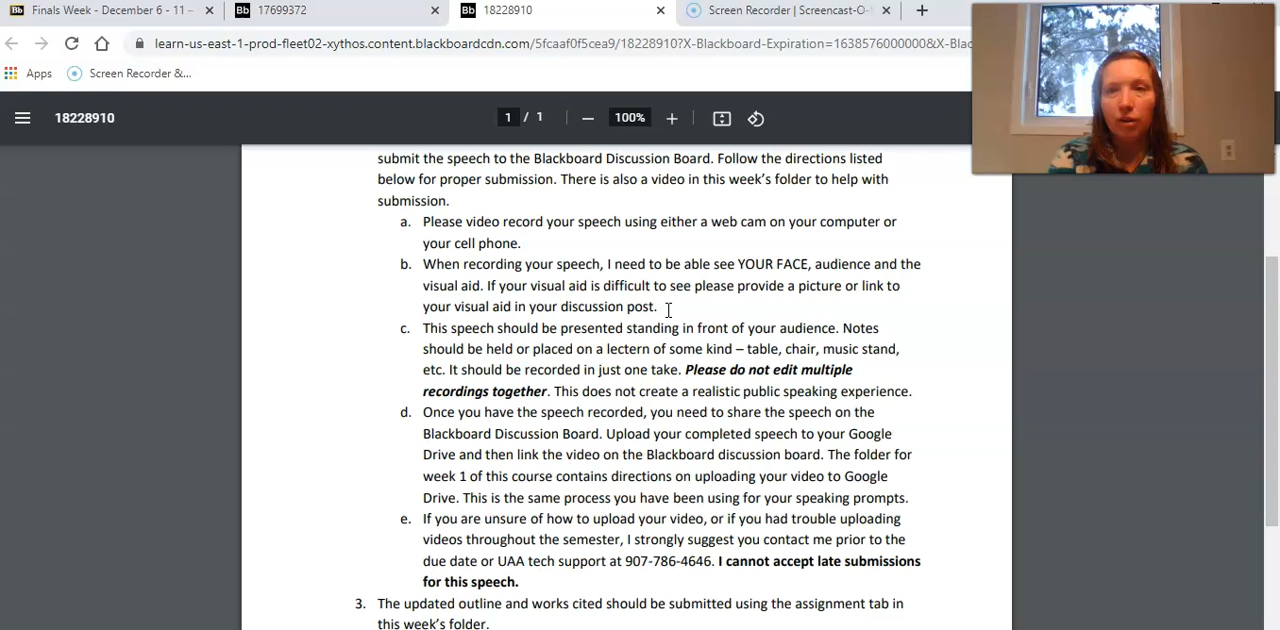 Bb Finals Week - December 6 - 11 -
Bb 17699372
Bb 18228910
Screen Recorder | Screencast-O-
learn-us-east-1-prod-fleet02-xythos.content.blackboardcdn.com/5fcaaf0f5cea9/18228910?X-Blackboard-Expiration=1638576000000&X-Blac
Apps
Screen Recorder &...
18228910
1 / 1
100%
submit the speech to the Blackboard Discussion Board. Follow the directions listed
below for proper submission. There is also a video in this week's folder to help with
submission.
a. Please video record your speech using either a web cam on your computer or
your cell phone.
b. When recording your speech, I need to be able see YOUR FACE, audience and the
visual aid. If your visual aid is difficult to see please provide a picture or link to
your visual aid in your discussion post.
c. This speech should be presented standing in front of your audience. Notes
should be held or placed on a lectern of some kind – table, chair, music stand,
etc. It should be recorded in just one take. Please do not edit multiple
recordings together. This does not create a realistic public speaking experience.
d. Once you have the speech recorded, you need to share the speech on the
Blackboard Discussion Board. Upload your completed speech to your Google
Drive and then link the video on the Blackboard discussion board. The folder for
week 1 of this course contains directions on uploading your video to Google
Drive. This is the same process you have been using for your speaking prompts.
e. If you are unsure of how to upload your video, or if you had trouble uploading
videos throughout the semester, I strongly suggest you contact me prior to the
due date or UAA tech support at 907-786-4646. I cannot accept late submissions
for this speech.
3. The updated outline and works cited should be submitted using the assignment tab in
this week's folder.